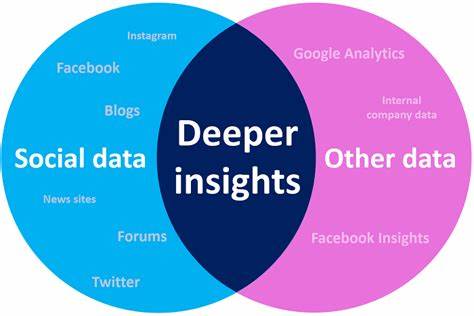 Instagram
Facebook
Blogs
Social data
News sites
Forums
Twitter
Deeper
insights
Google Analytics
Internal
company data
Other data
Facebook Insights